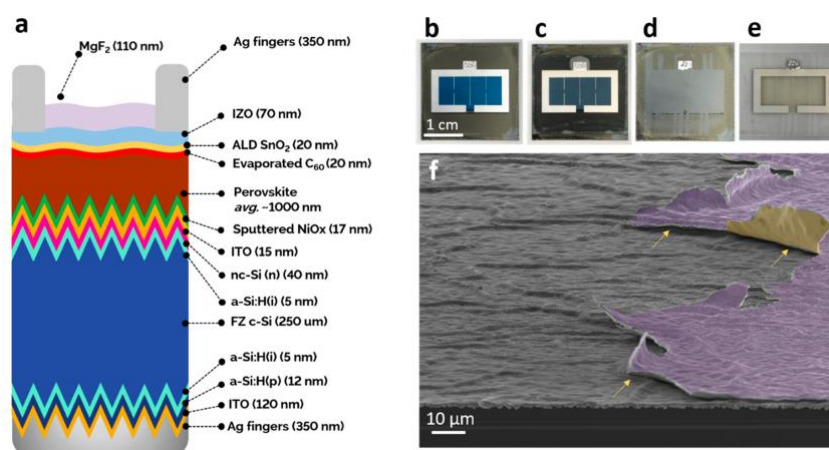 a
MgF₂ (110 nm)
Ag fingers (350 nm)
IZO (70 nm)
ALD SnO₂ (20 nm)
Evaporated C₆₀ (20 nm)
Perovskite
avg. ~1000 nm
Sputtered NiOx (17 nm)
ITO (15 nm)
nc-Si (n) (40 nm)
a-Si:H(i) (5 nm)
FZ c-Si (250 um)
a-Si:H(i) (5 nm)
a-Si:H(p) (12 nm)
ITO (120 nm)
Ag fingers (350 nm)
b
c
d
e
1 cm
f
10 µm